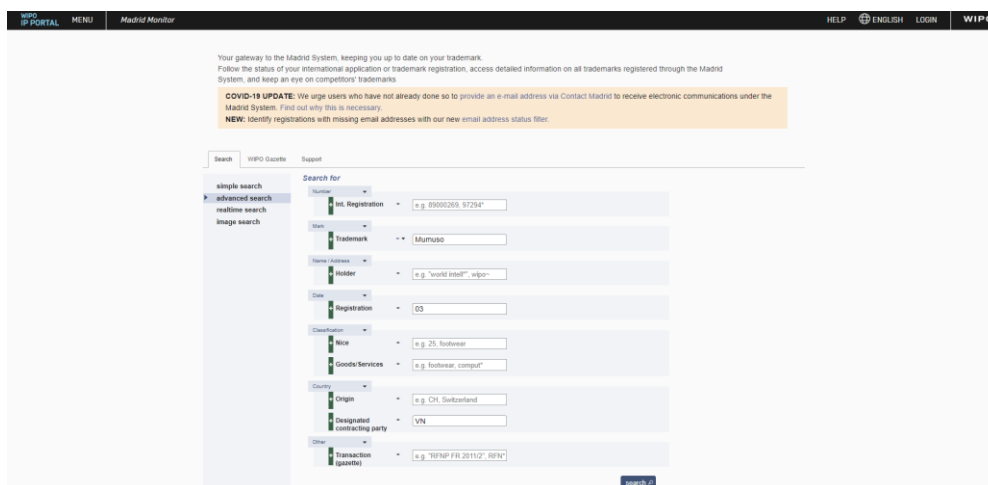 WIPO IP PORTAL MENU Madrid Monitor HELP ENGLISH LOGIN WIPO
Your gateway to the Madrid System, keeping you up to date on your trademark.
Follow the status of your international application or trademark registration, access detailed information on all trademarks registered through the Madrid
System, and keep an eye on competitors' trademarks
COVID-19 UPDATE: We urge users who have not already done so to provide an e-mail address via Contact Madrid to receive electronic communications under the
Madrid System. Find out why this is necessary.
NEW: Identify registrations with missing email addresses with our new email address status filter.
Search WIPO Gazette Support
simple search
advanced search
realtime search
image search
Search for
Number
Int. Registration e.g. 89000269, 97294*
Mark
Trademark Mumuso
Name / Address
Holder e.g. "world intell*", wipo~
Date
Registration 03
Classification
Nice e.g. 25, footwear
Goods/Services e.g. footwear, comput*
Country
Origin e.g. CH, Switzerland
Designated
contracting party VN
Other
Transaction
(gazette) e.g. "RFNP FR 2011/2", RFN*
search